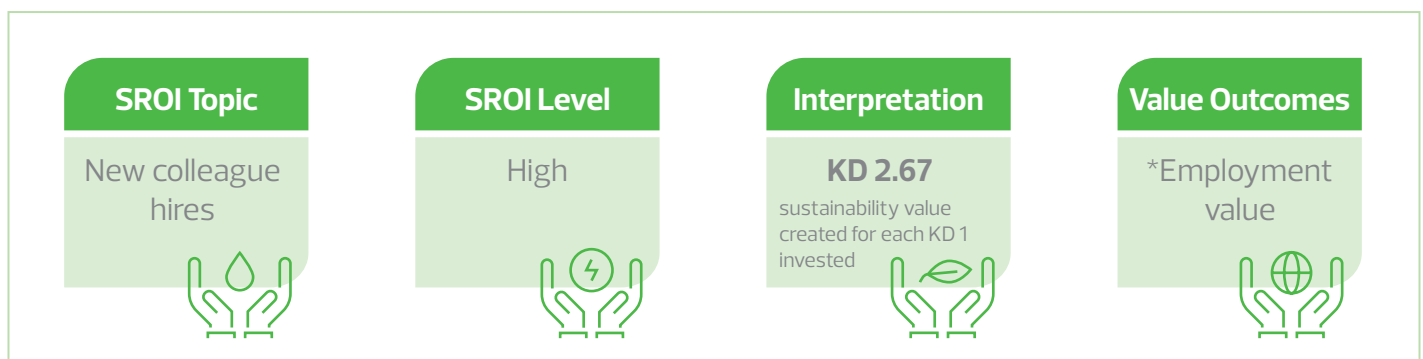 SROI Topic
New colleague
hires
SROI Level
High
Interpretation
KD 2.67
sustainability value
created for each KD 1
invested
Value Outcomes
*Employment
value